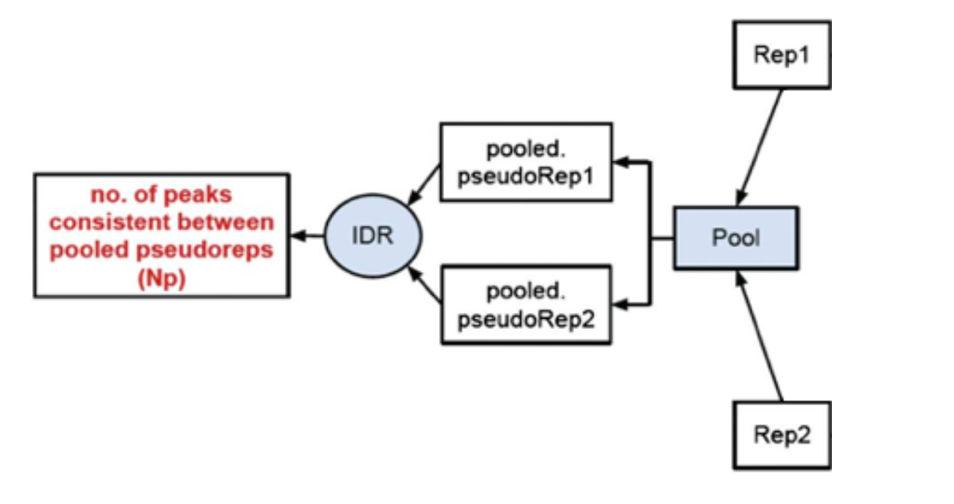 Rep1
pooled.
pseudoRep1
no. of peaks
consistent between
pooled pseudoreps
(Np)
IDR
Pool
pooled.
pseudoRep2
Rep2